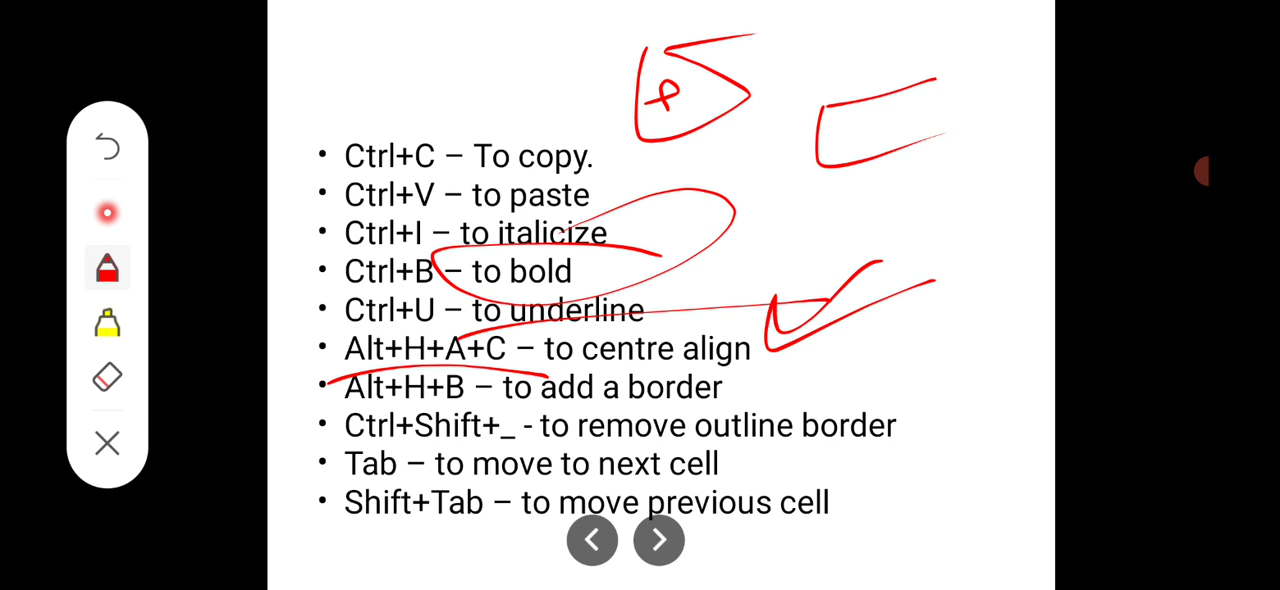 • Ctrl+C – To copy.
• Ctrl+V – to paste
• Ctrl+I – to italicize
• Ctrl+B – to bold
• Ctrl+U – to underline
• Alt+H+A+C – to centre align
• Alt+H+B – to add a border
• Ctrl+Shift+_ - to remove outline border
• Tab – to move to next cell
• Shift+Tab – to move previous cell